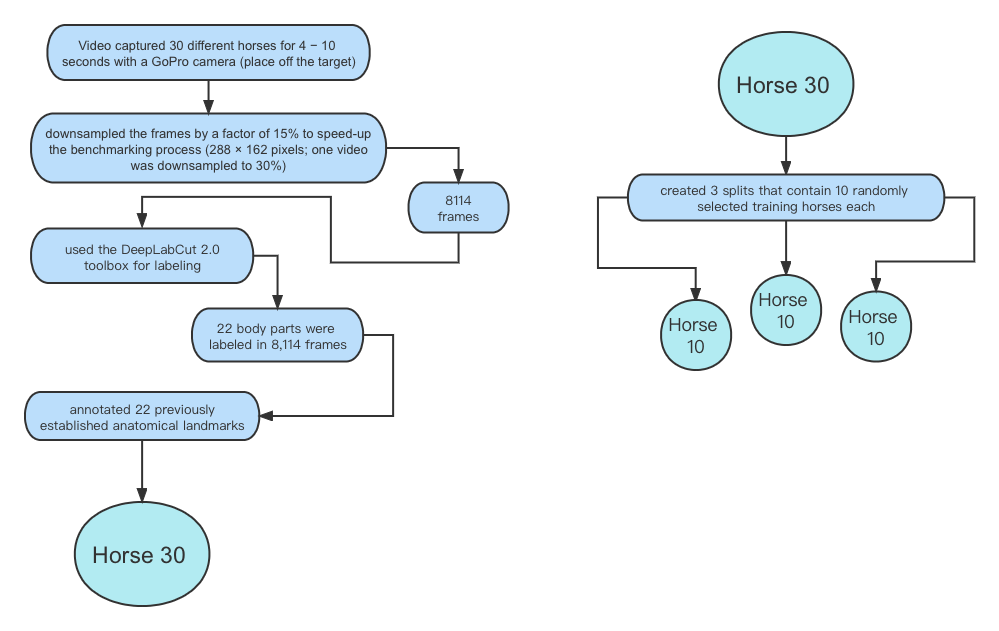 Video captured 30 different horses for 4 – 10
seconds with a GoPro camera (place off the target)
downsampled the frames by a factor of 15% to speed-up
the benchmarking process (288 × 162 pixels; one video
was downsampled to 30%)
8114
frames
used the DeepLabCut 2.0
toolbox for labeling
22 body parts were
labeled in 8,114 frames
annotated 22 previously
established anatomical landmarks
Horse 30
Horse 30
created 3 splits that contain 10 randomly
selected training horses each
Horse
10
Horse
10
Horse
10